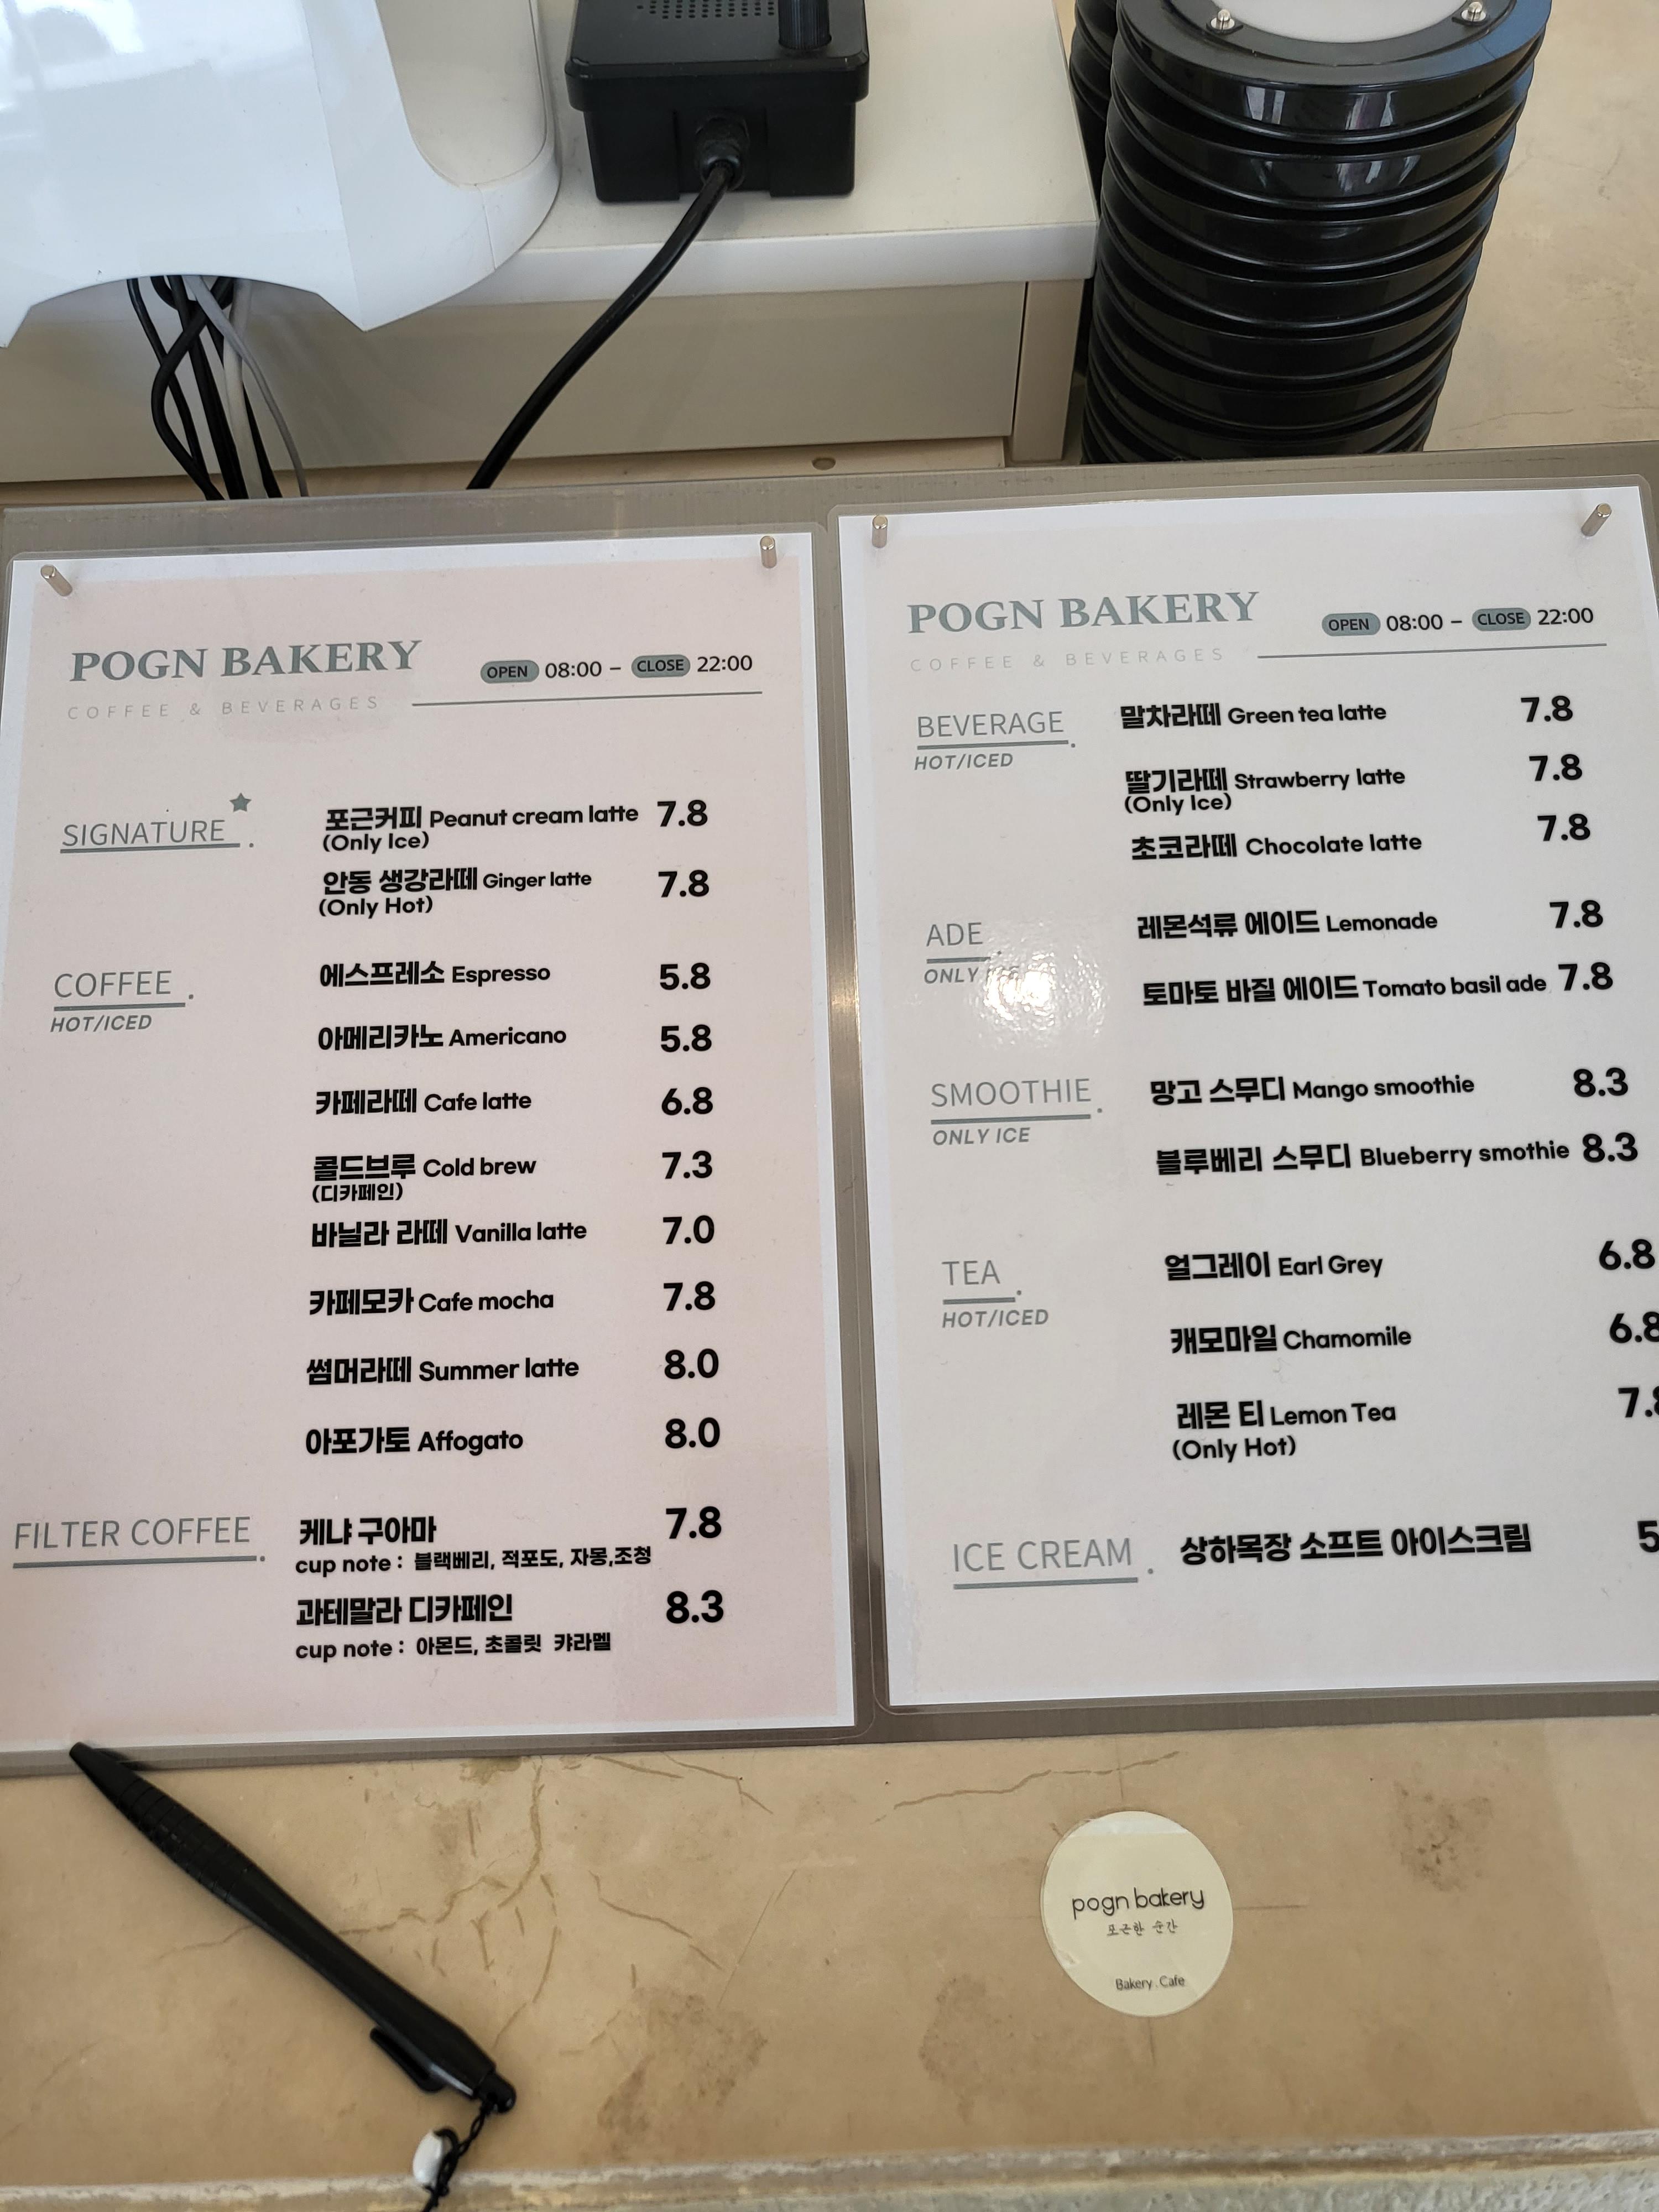 POGN BAKERY
OPEN 08:00 – CLOSE 22:00
COFFEE & BEVERAGES
SIGNATURE
포근커피 Peanut cream latte 7.8
(Only Ice)
안동 생강라떼 Ginger latte 7.8
(Only Hot)
COFFEE
HOT/ICED
에스프레소 Espresso 5.8
아메리카노 Americano 5.8
카페라떼 Cafe latte 6.8
콜드브루 Cold brew 7.3
(디카페인)
바닐라 라떼 Vanilla latte 7.0
카페모카 Cafe mocha 7.8
썸머라떼 Summer latte 8.0
아포가토 Affogato 8.0
FILTER COFFEE
케냐 구아마 7.8
cup note : 블랙베리, 적포도, 자몽,조청
과테말라 디카페인 8.3
cup note : 아몬드, 초콜릿 캬라멜
POGN BAKERY
OPEN 08:00 – CLOSE 22:00
COFFEE & BEVERAGES
BEVERAGE
HOT/ICED
말차라떼 Green tea latte 7.8
딸기라떼 Strawberry latte 7.8
(Only Ice)
초코라떼 Chocolate latte 7.8
ADE
ONLY ICE
레몬석류 에이드 Lemonade 7.8
토마토 바질 에이드 Tomato basil ade 7.8
SMOOTHIE
ONLY ICE
망고 스무디 Mango smoothie 8.3
블루베리 스무디 Blueberry smothie 8.3
TEA
HOT/ICED
얼그레이 Earl Grey 6.8
캐모마일 Chamomile 6.8
레몬 티 Lemon Tea
(Only Hot)
ICE CREAM
상하목장 소프트 아이스크림
pogn bakery
포근한 순간
Bakery . Cafe